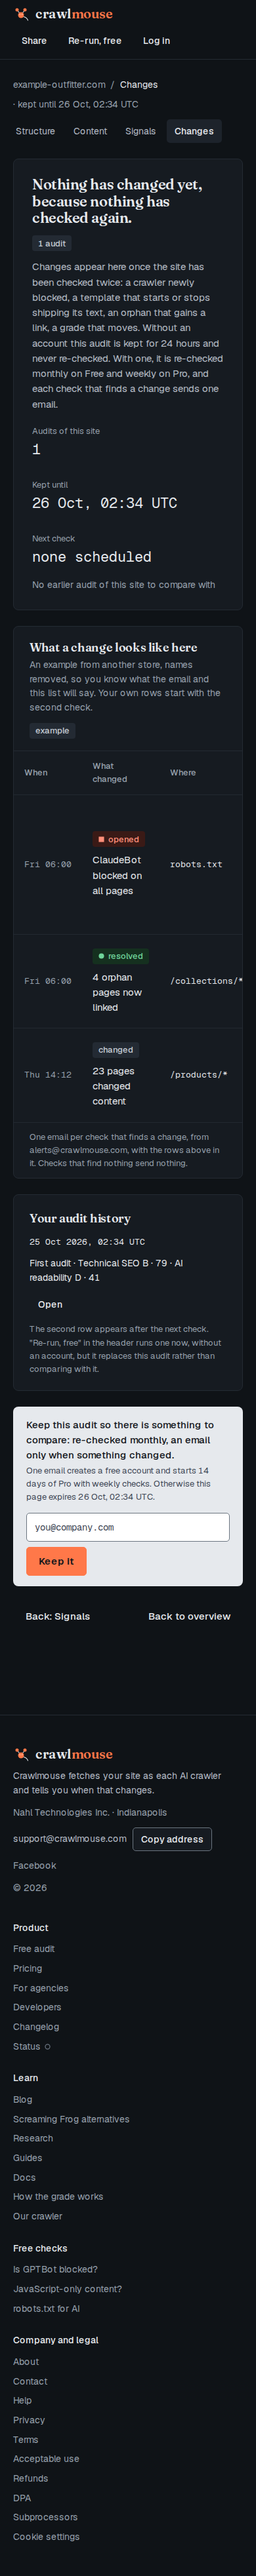 crawlmouse
Share Re-run, free Log in
example-outfitter.com / Changes
· kept until 26 Oct, 02:34 UTC
Structure Content Signals Changes
Nothing has changed yet,
because nothing has
checked again.
1 audit
Changes appear here once the site has
been checked twice: a crawler newly
blocked, a template that starts or stops
shipping its text, an orphan that gains a
link, a grade that moves. Without an
account this audit is kept for 24 hours and
never re-checked. With one, it is re-checked
monthly on Free and weekly on Pro, and
each check that finds a change sends one
email.
Audits of this site
1
Kept until
26 Oct, 02:34 UTC
Next check
none scheduled
No earlier audit of this site to compare with
What a change looks like here
An example from another store, names
removed, so you know what the email and
this list will say. Your own rows start with the
second check.
example
When What changed Where
Fri 06:00 opened ClaudeBot blocked on all pages robots.txt
Fri 06:00 resolved 4 orphan pages now linked /collections/*
Thu 14:12 changed 23 pages changed content /products/*
One email per check that finds a change, from
alerts@crawlmouse.com, with the rows above in
it. Checks that find nothing send nothing.
Your audit history
25 Oct 2026, 02:34 UTC
First audit · Technical SEO B · 79 · AI
readability D · 41
Open
The second row appears after the next check.
"Re-run, free" in the header runs one now, without
an account, but it replaces this audit rather than
comparing with it.
Keep this audit so there is something to
compare: re-checked monthly, an email
only when something changed.
One email creates a free account and starts 14
days of Pro with weekly checks. Otherwise this
page expires 26 Oct, 02:34 UTC.
you@company.com
Keep it
Back: Signals Back to overview
crawlmouse
Crawlmouse fetches your site as each AI crawler
and tells you when that changes.
Nahl Technologies Inc. · Indianapolis
support@crawlmouse.com Copy address
Facebook
© 2026
Product
Free audit
Pricing
For agencies
Developers
Changelog
Status
Learn
Blog
Screaming Frog alternatives
Research
Guides
Docs
How the grade works
Our crawler
Free checks
Is GPTBot blocked?
JavaScript-only content?
robots.txt for AI
Company and legal
About
Contact
Help
Privacy
Terms
Acceptable use
Refunds
DPA
Subprocessors
Cookie settings